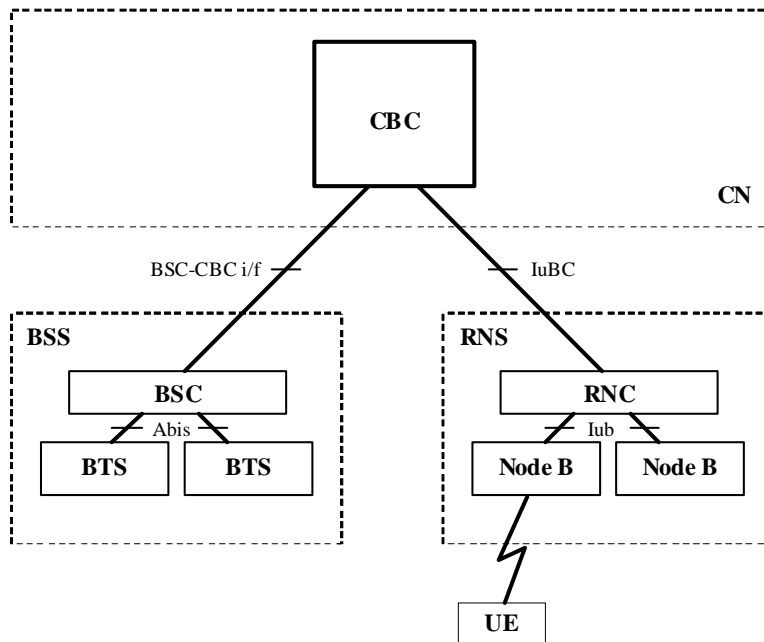 CBC
CN
BSC-CBC i/f
IuBC
BSS
RNS
BSC
RNC
Abis
Iub
BTS
BTS
Node B
Node B
UE